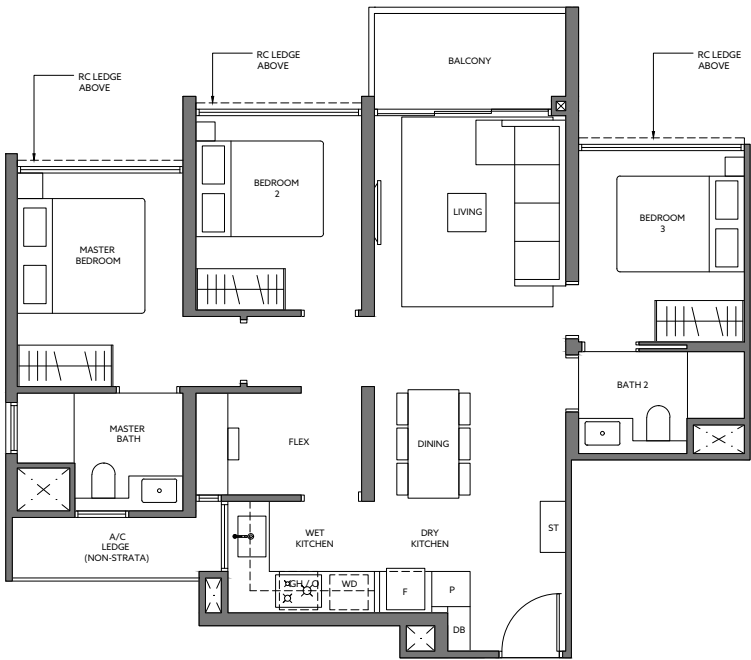 RC LEDGE
ABOVE
RC LEDGE
ABOVE
BALCONY
RC LEDGE
ABOVE
BEDROOM
2
LIVING
BEDROOM
3
MASTER
BEDROOM
BATH 2
MASTER
BATH
FLEX
DINING
A/C
LEDGE
(NON-STRATA)
WET
KITCHEN
DRY
KITCHEN
ST
GH / O
WD
F
P
DB